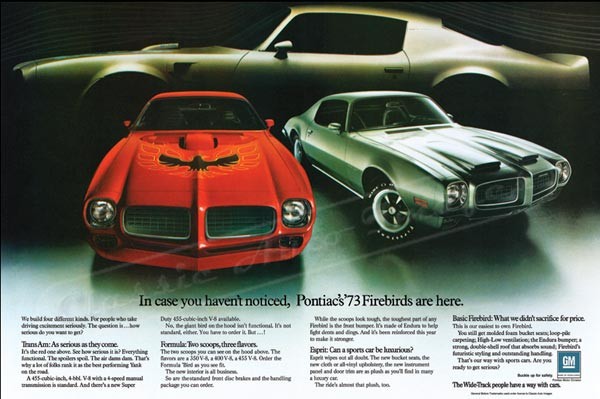 In case you haven't noticed, Pontiac's '73 Firebirds are here.
We build four different kinds. For people who take
driving excitement seriously. The question is...how
serious do you want to get?
Trans Am: As serious as they come.
It's the red one above. See how serious it is? Everything
functional. The spoilers spoil. The air dams dam. That's
why a lot of folks rank it as the best performing Yank
on the road.
A 455-cubic-inch, 4-bbl. V-8 with a 4-speed manual
transmission is standard. And there's a new Super
Duty 455-cubic-inch V-8 available.
No, the giant bird on the hood isn't functional. It's not
standard, either. You have to order it. But...!
Formula: Two scoops, three flavors.
The two scoops you can see on the hood above. The
flavors are a 350 V-8, a 400 V-8, a 455 V-8. Order the
Formula 'Bird as you see fit.
The new interior is all business.
So are the standard front disc brakes and the handling
package you can order.
While the scoops look tough, the toughest part of any
Firebird is the front bumper. It's made of Endura to help
fight dents and dings. And it's been reinforced this year
to make it stronger.
Esprit: Can a sports car be luxurious?
Esprit wipes out all doubt. The new bucket seats, the
new cloth or all-vinyl upholstery, the new instrument
panel and door trim are as plush as you'll find in many
a luxury car.
The ride's almost that plush, too.
Basic Firebird: What we didn't sacrifice for price.
This is our easiest to own Firebird.
You still get molded foam bucket seats; loop-pile
carpeting; High-Low ventilation; the Endura bumper; a
strong, double-shell roof that absorbs sound; Firebird's
futuristic styling and outstanding handling.
That's our way with sports cars. Are you
ready to get serious?
Buckle up for safety.
The Wide-Track people have a way with cars.
GM
MARK OF EXCELLENCE
Pontiac Motor Division